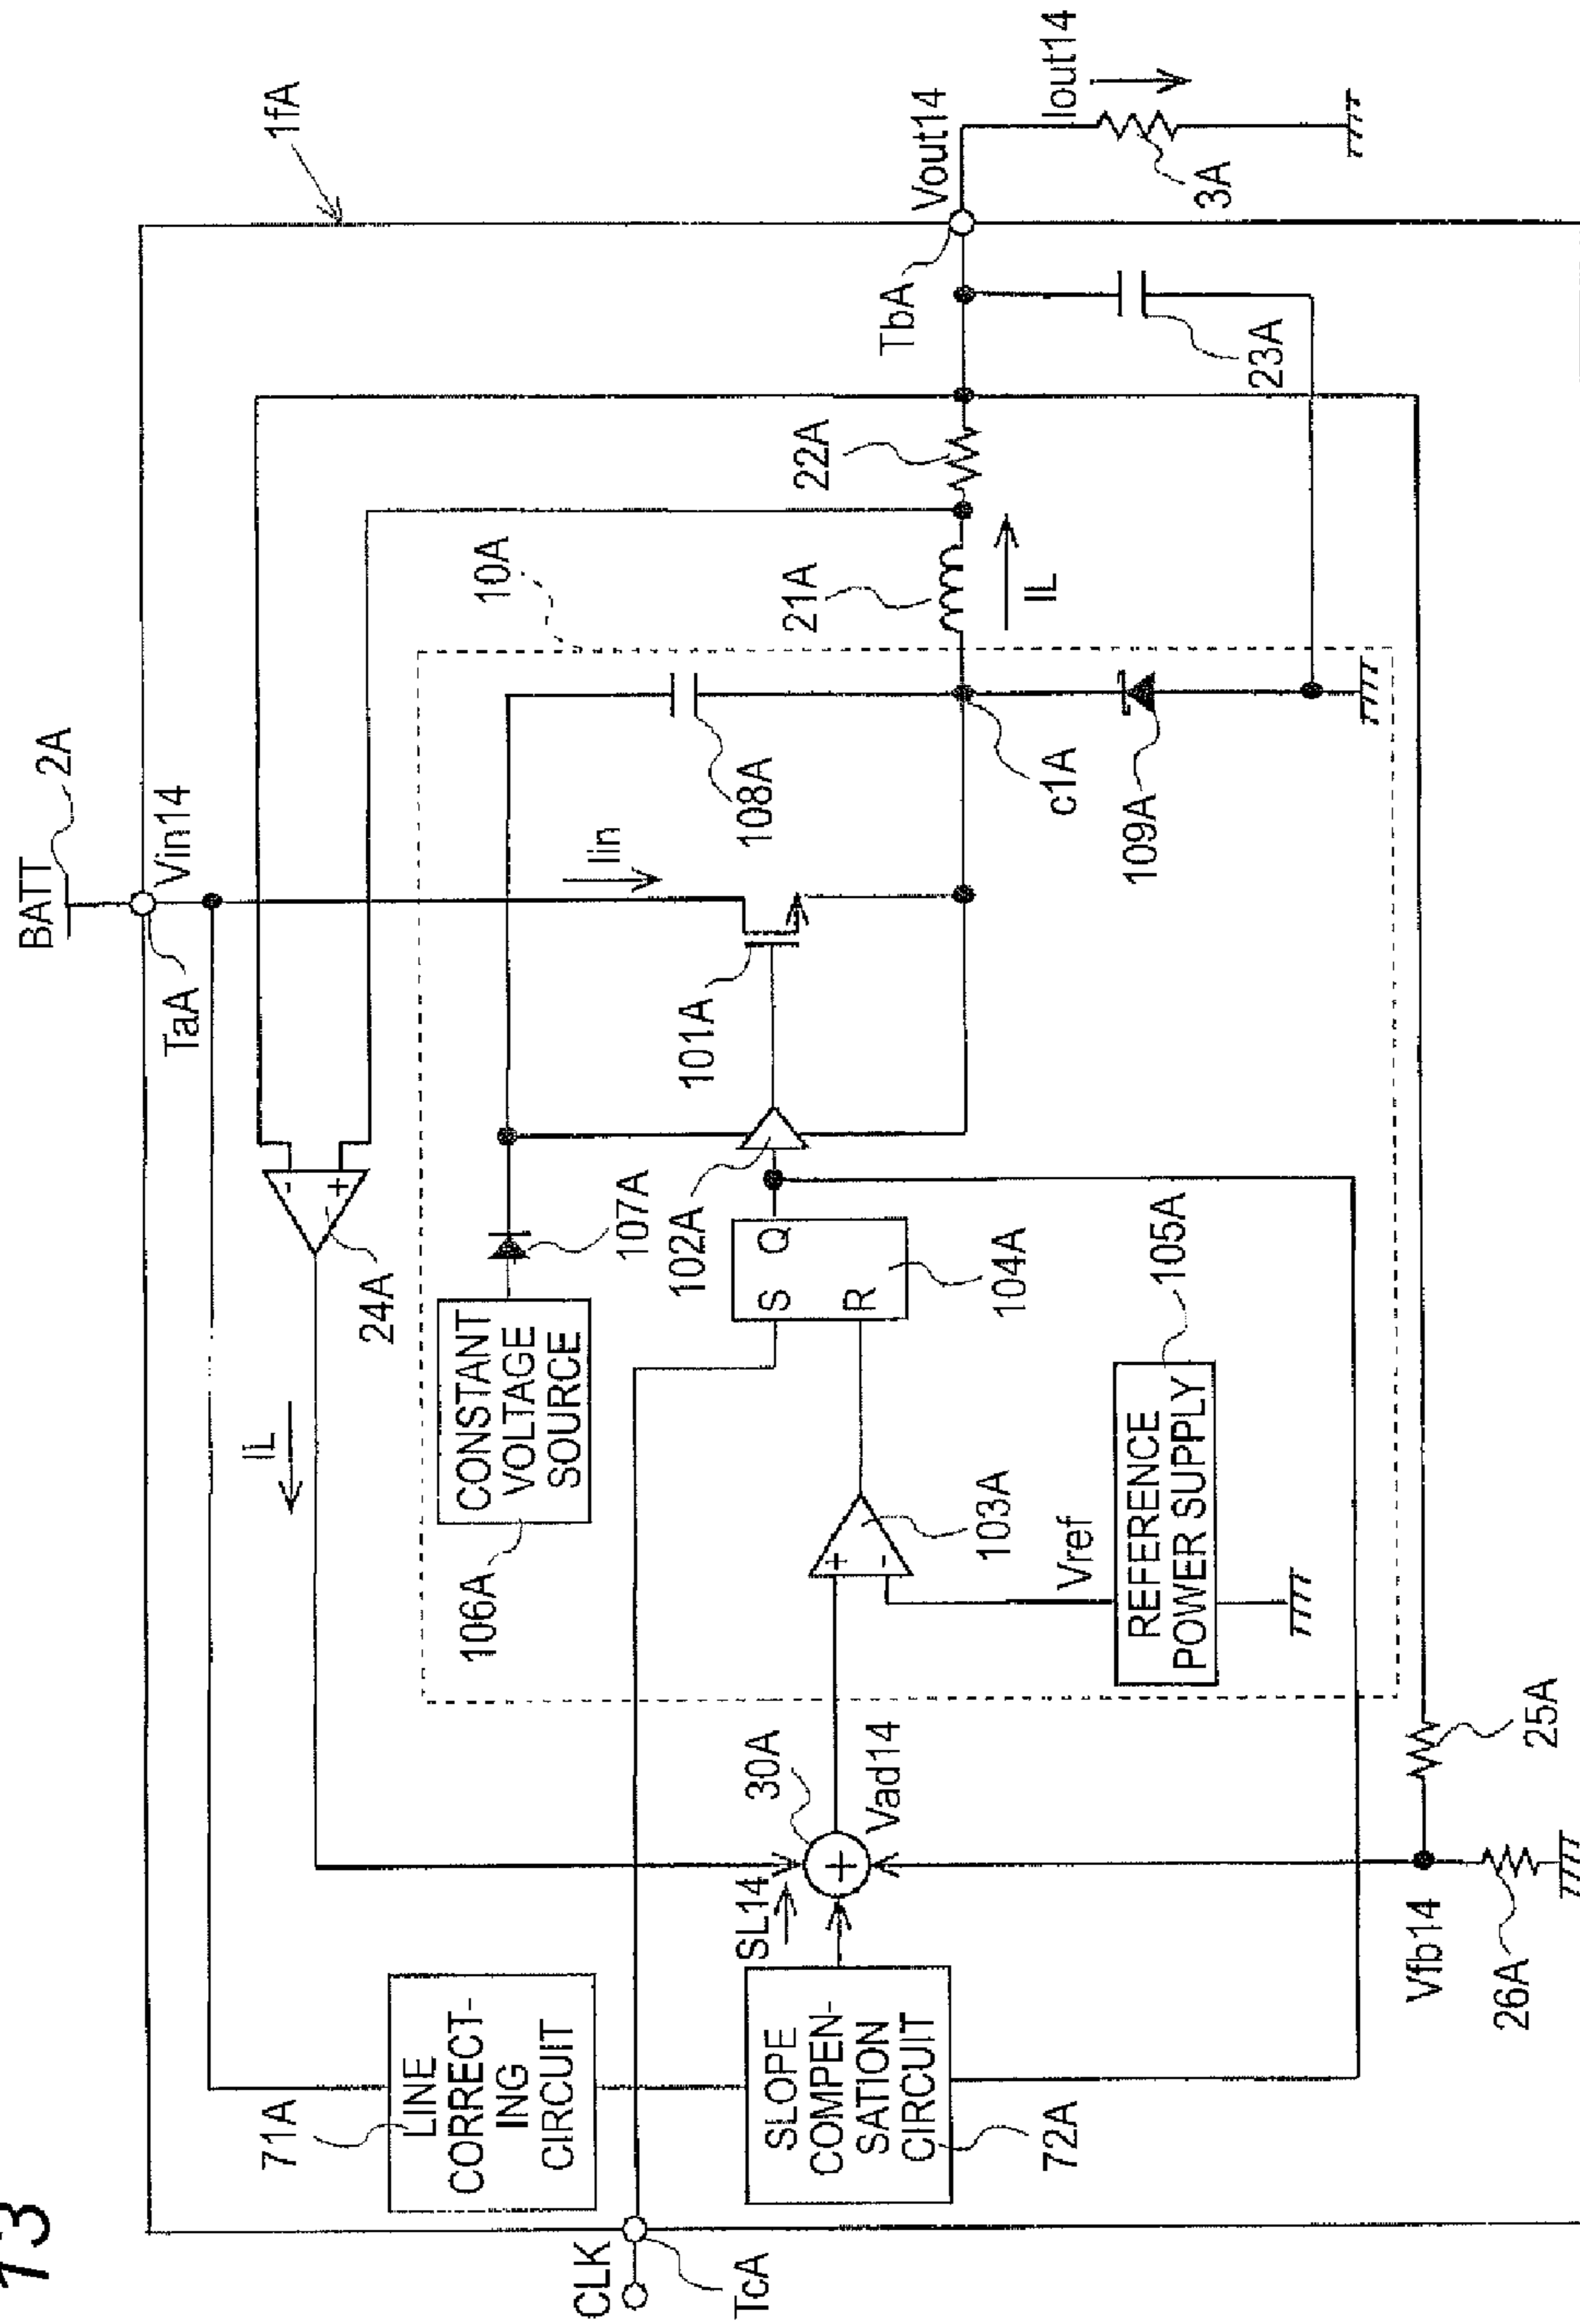 13
BATT
2A
TaA
Vin14
1fA
IL
24A
Iin
10A
CONSTANT
VOLTAGE
SOURCE
106A
107A
102A
101A
108A
21A
IL
22A
TbA
Vout14
Iout14
3A
23A
c1A
109A
S
Q
R
104A
+
-
103A
Vref
REFERENCE
POWER SUPPLY
105A
30A
+
Vad14
SL14
LINE
CORRECT-
ING
CIRCUIT
71A
SLOPE
COMPEN-
SATION
CIRCUIT
72A
CLK
TcA
Vfb14
25A
26A
-
+